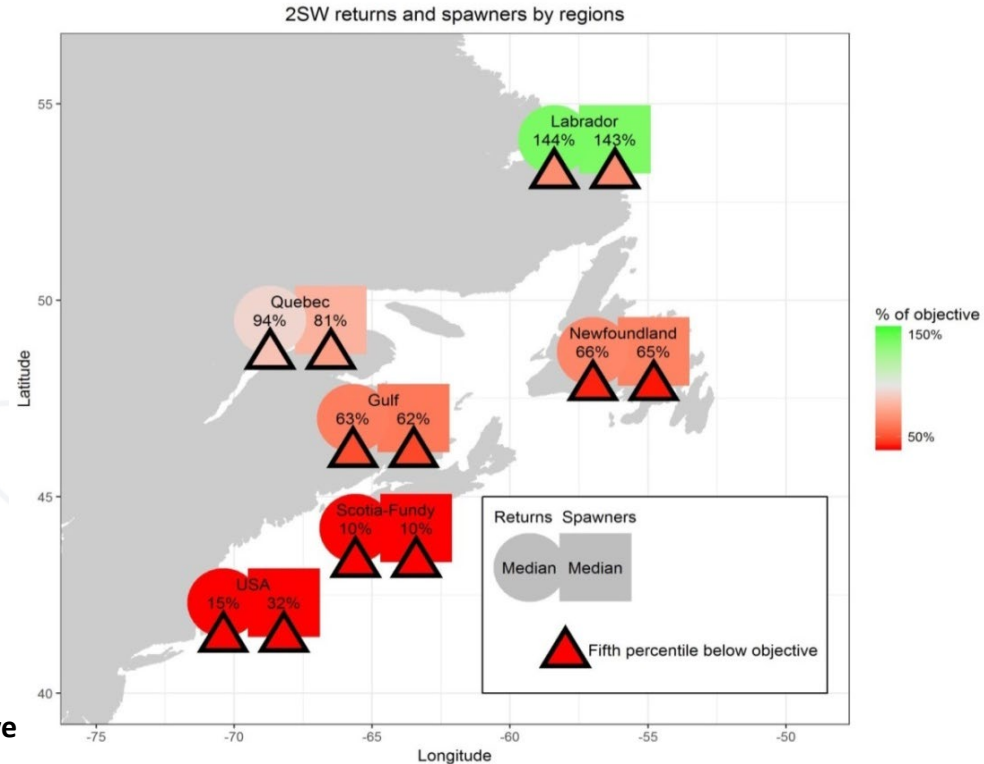 2SW returns and spawners by regions
55
50
45
40
Latitude
Labrador
144% 143%
Quebec
94% 81%
Newfoundland
66% 65%
Gulf
63% 62%
Scotia-Fundy
10% 10%
USA
15% 32%
Returns Spawners
Median Median
Fifth percentile below objective
% of objective
150%
50%
-75 -70 -65 -60 -55 -50
Longitude